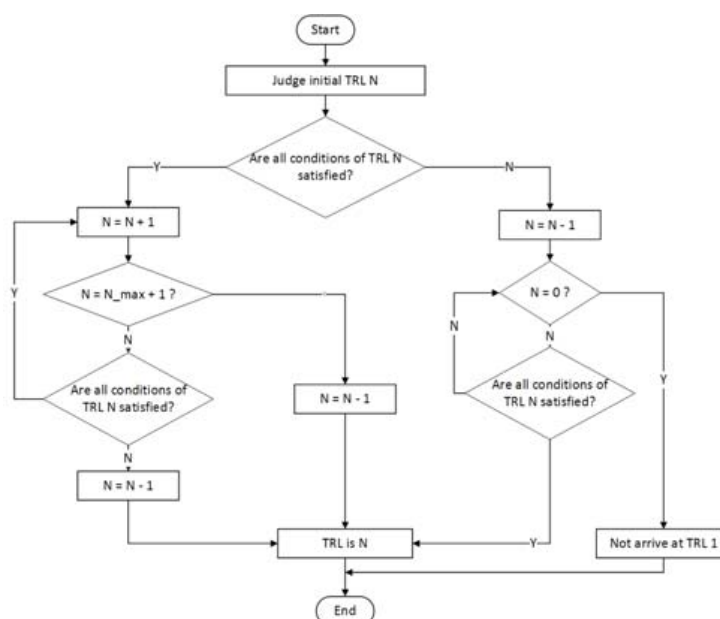 Start
Judge initial TRL N
Are all conditions of TRL N
satisfied?
Y
N
N = N + 1
N = N - 1
Y
N = N_max + 1 ?
N = 0 ?
N
N
N
Y
Are all conditions of
TRL N satisfied?
N = N - 1
Are all conditions of
TRL N satisfied?
N
N = N - 1
TRL is N
Y
Not arrive at TRL 1
End